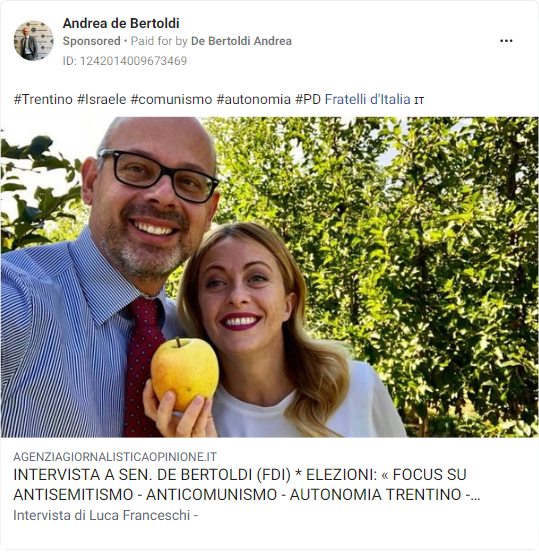 Andrea de Bertoldi
Sponsored • Paid for by De Bertoldi Andrea
ID: 1242014009673469
#Trentino #Israele #comunismo #autonomia #PD Fratelli d'Italia IT
AGENZIAGIORNALISTICAOPINIONE.IT
INTERVISTA A SEN. DE BERTOLDI (FDI) * ELEZIONI: « FOCUS SU
ANTISEMITISMO - ANTICOMUNISMO - AUTONOMIA TRENTINO -...
Intervista di Luca Franceschi -